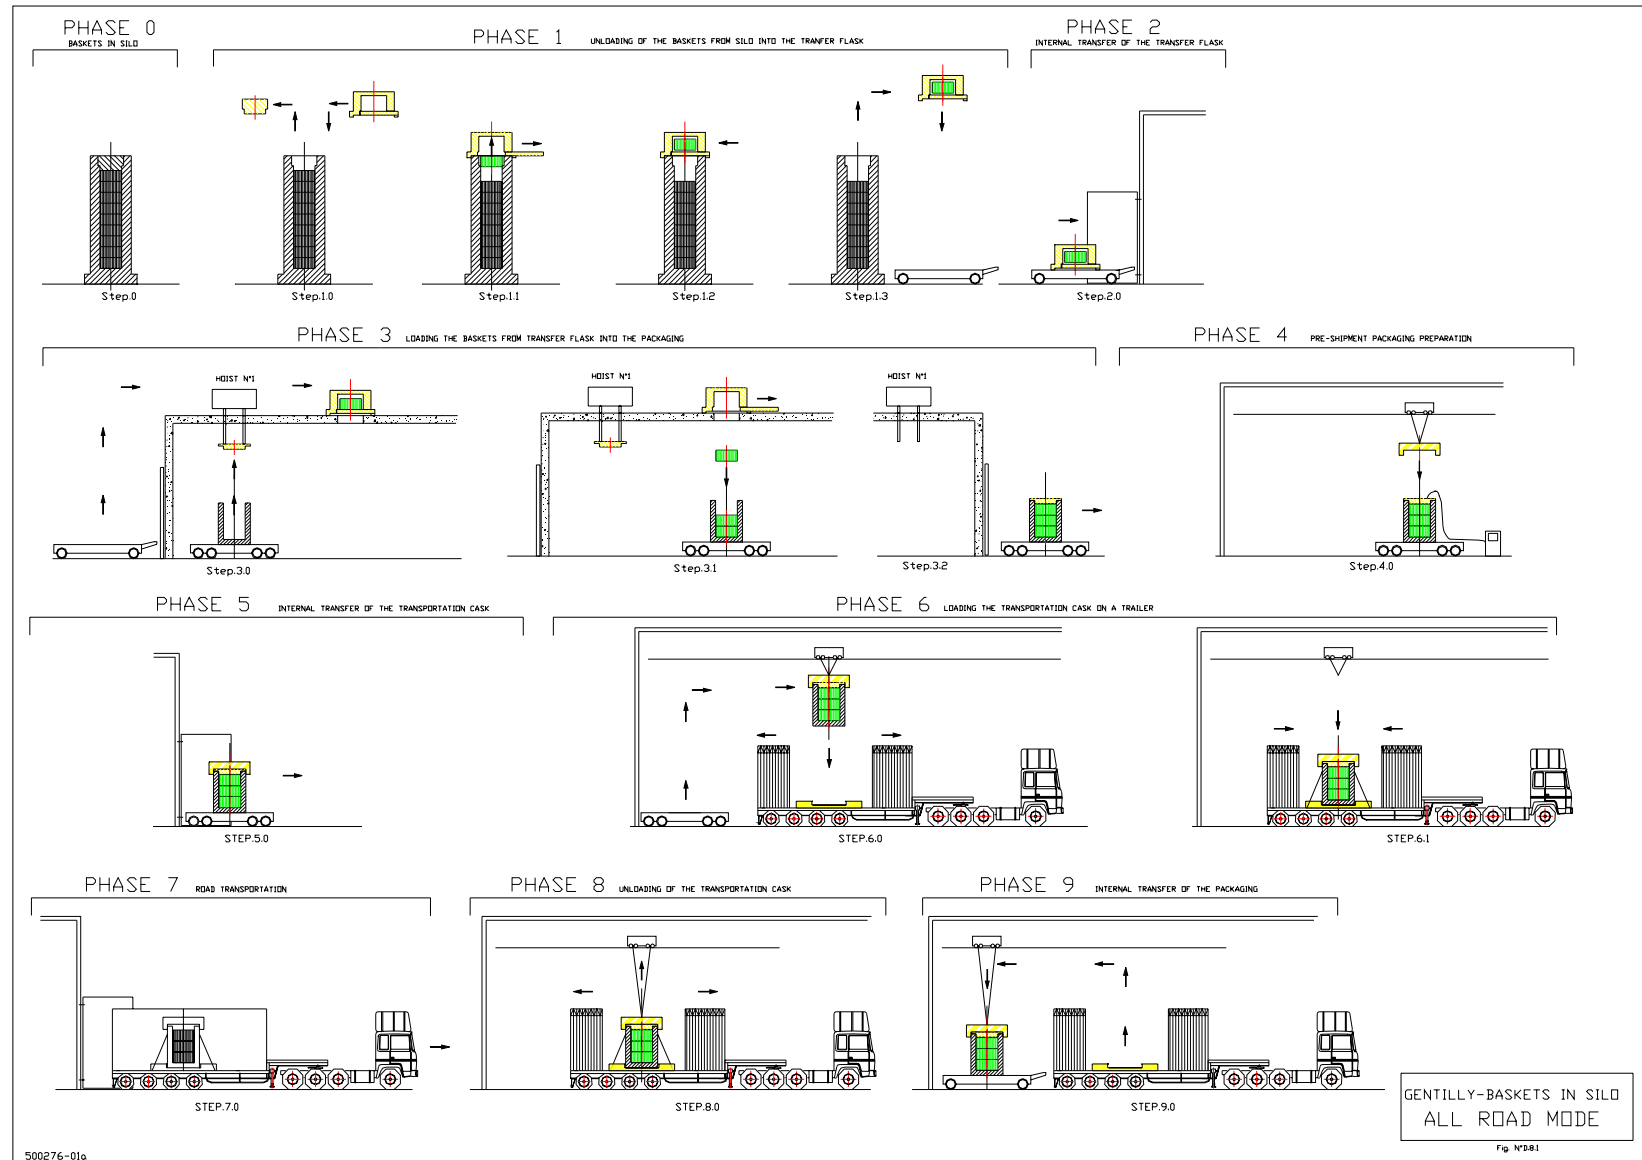 PHASE 0
BASKETS IN SILO
PHASE 1 UNLOADING OF THE BASKETS FROM SILO INTO THE TRANFER FLASK
PHASE 2
INTERNAL TRANSFER OF THE TRANSFER FLASK
Step.0
Step.1.0
Step.1.1
Step.1.2
Step.1.3
Step.2.0
PHASE 3 LOADING THE BASKETS FROM TRANSFER FLASK INTO THE PACKAGING
PHASE 4 PRE-SHIPMENT PACKAGING PREPARATION
HOIST N°1
HOIST N°1
HOIST N°1
Step.3.0
Step.3.1
Step.3.2
Step.4.0
PHASE 5 INTERNAL TRANSFER OF THE TRANSPORTATION CASK
PHASE 6 LOADING THE TRANSPORTATION CASK ON A TRAILER
STEP.5.0
STEP.6.0
STEP.6.1
PHASE 7 ROAD TRANSPORTATION
PHASE 8 UNLOADING OF THE TRANSPORTATION CASK
PHASE 9 INTERNAL TRANSFER OF THE PACKAGING
STEP.7.0
STEP.8.0
STEP.9.0
GENTILLY-BASKETS IN SILO
ALL ROAD MODE
Fig. N°D.8.1
500276-01a